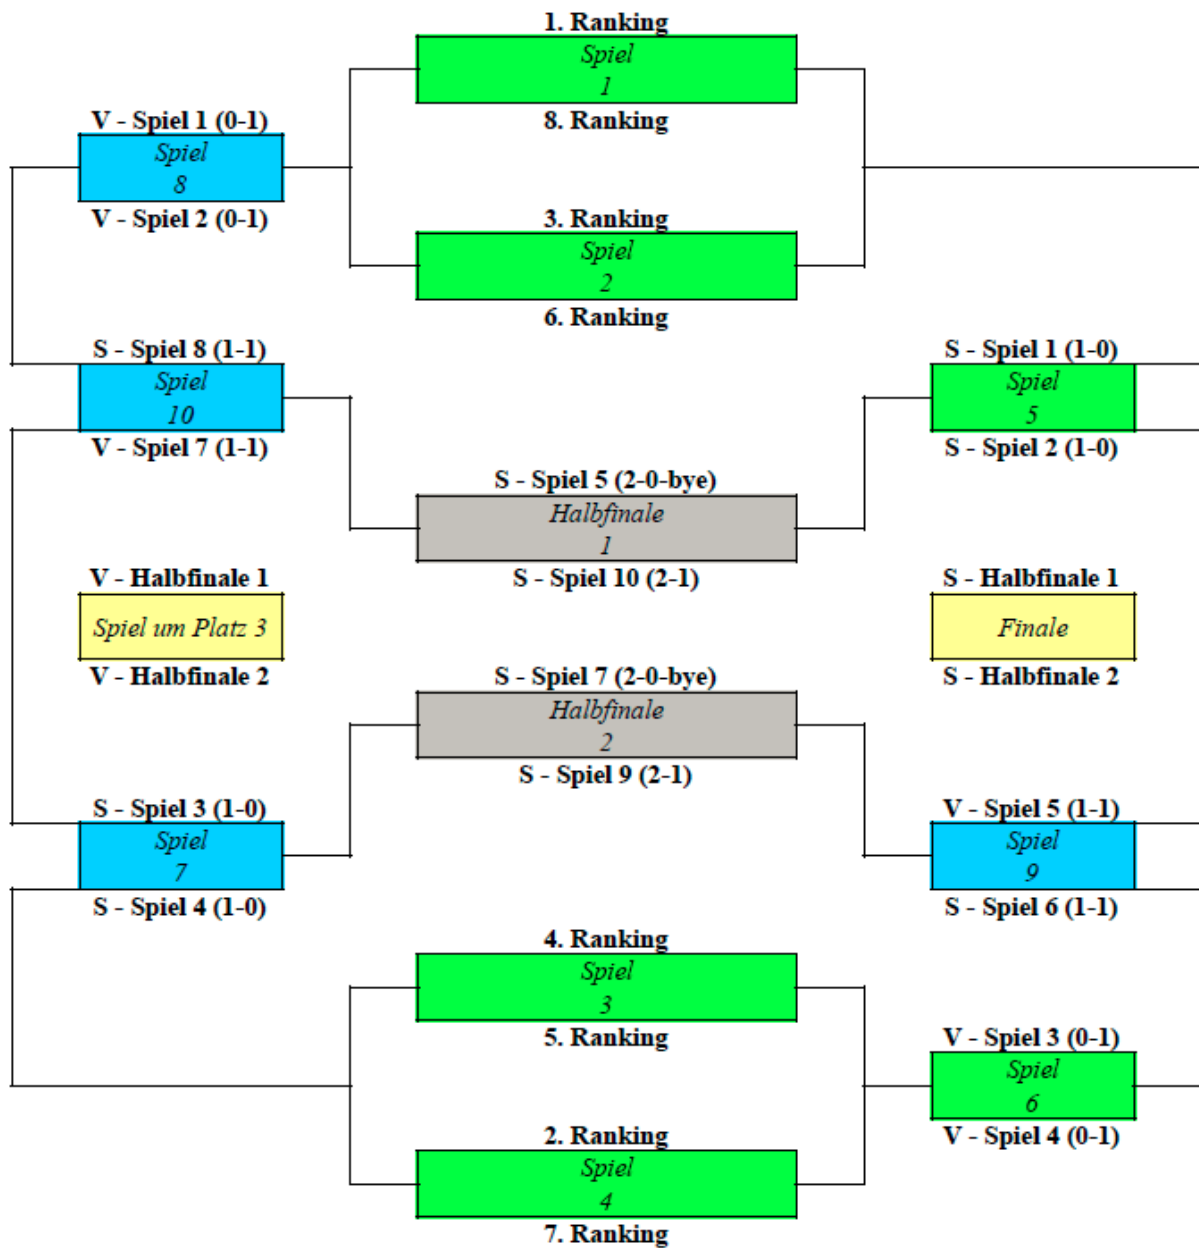 1. Ranking
Spiel
1
8. Ranking
V - Spiel 1 (0-1)
Spiel
8
V - Spiel 2 (0-1)
3. Ranking
Spiel
2
6. Ranking
S - Spiel 8 (1-1)
Spiel
10
V - Spiel 7 (1-1)
S - Spiel 1 (1-0)
Spiel
5
S - Spiel 2 (1-0)
S - Spiel 5 (2-0-bye)
Halbfinale
1
S - Spiel 10 (2-1)
V - Halbfinale 1
Spiel um Platz 3
V - Halbfinale 2
S - Halbfinale 1
Finale
S - Halbfinale 2
S - Spiel 7 (2-0-bye)
Halbfinale
2
S - Spiel 9 (2-1)
S - Spiel 3 (1-0)
Spiel
7
S - Spiel 4 (1-0)
V - Spiel 5 (1-1)
Spiel
9
S - Spiel 6 (1-1)
4. Ranking
Spiel
3
5. Ranking
V - Spiel 3 (0-1)
Spiel
6
V - Spiel 4 (0-1)
2. Ranking
Spiel
4
7. Ranking